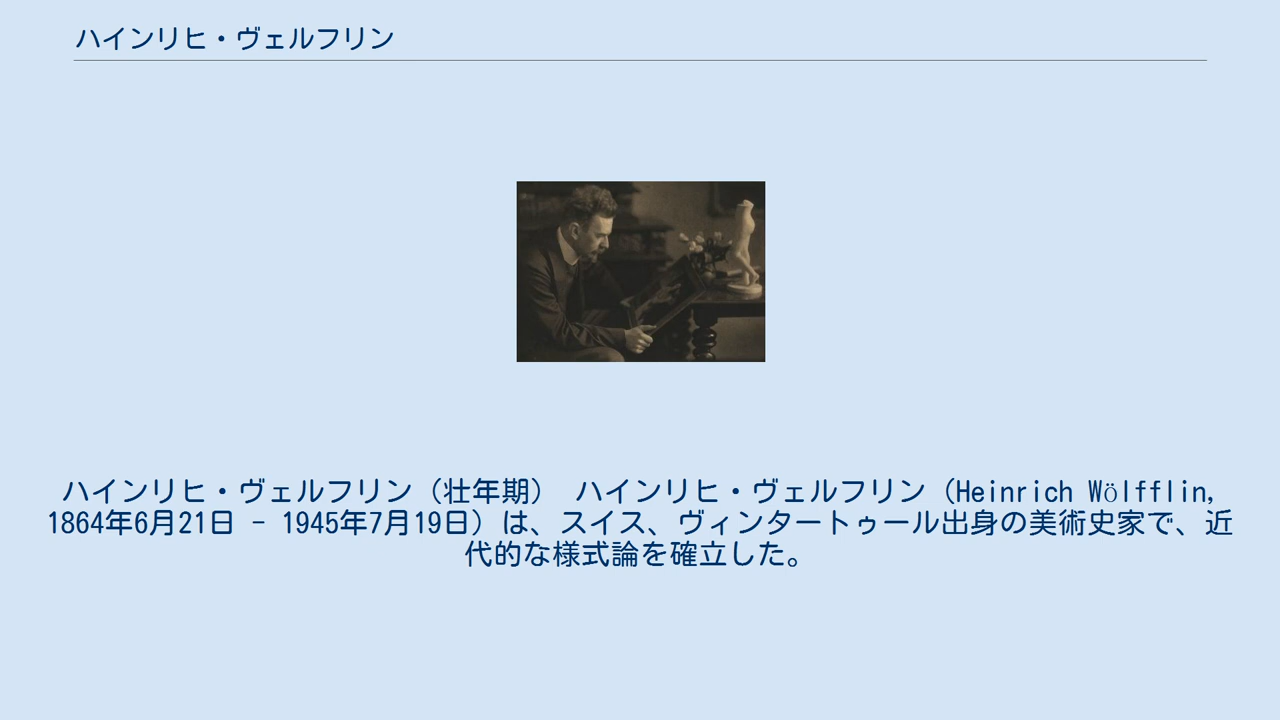 ハインリヒ・ヴェルフリン
ハインリヒ・ヴェルフリン（壮年期） ハインリヒ・ヴェルフリン（Heinrich Wölfflin,
1864年6月21日 - 1945年7月19日）は、スイス、ヴィンタートゥール出身の美術史家で、近
代的な様式論を確立した。